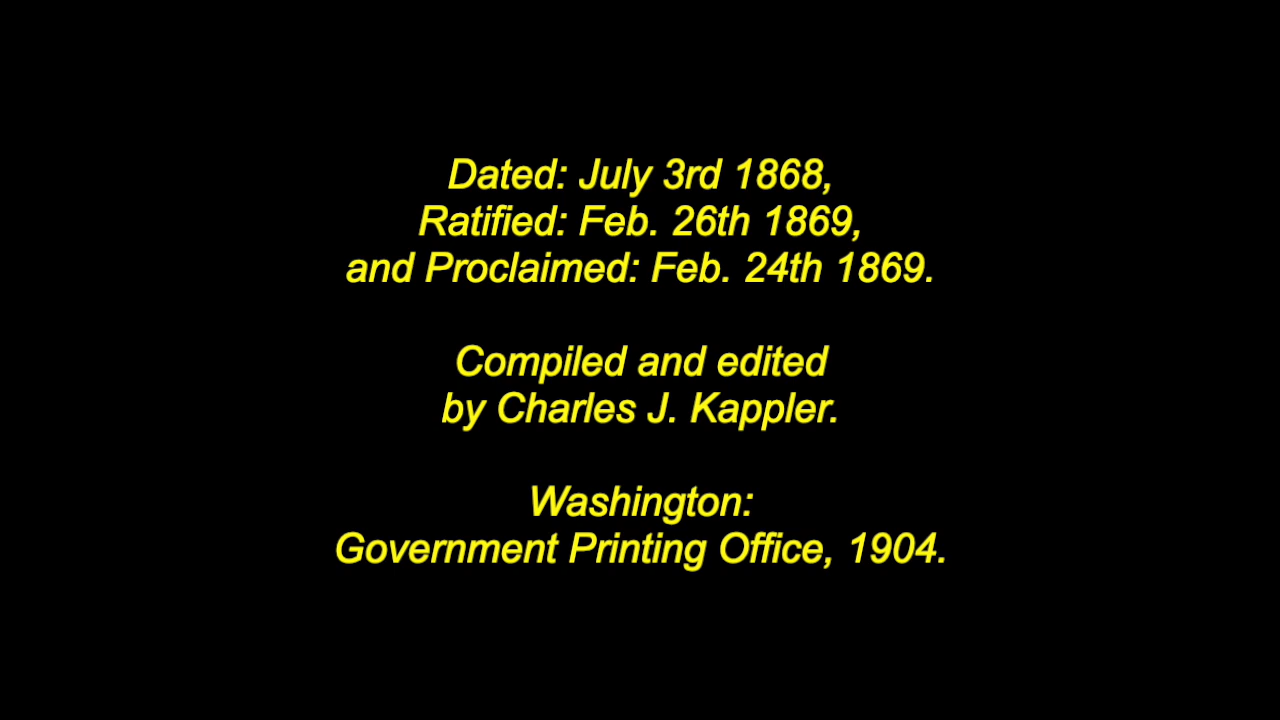 Dated: July 3rd 1868,
Ratified: Feb. 26th 1869,
and Proclaimed: Feb. 24th 1869.
Compiled and edited
by Charles J. Kappler.
Washington:
Government Printing Office, 1904.